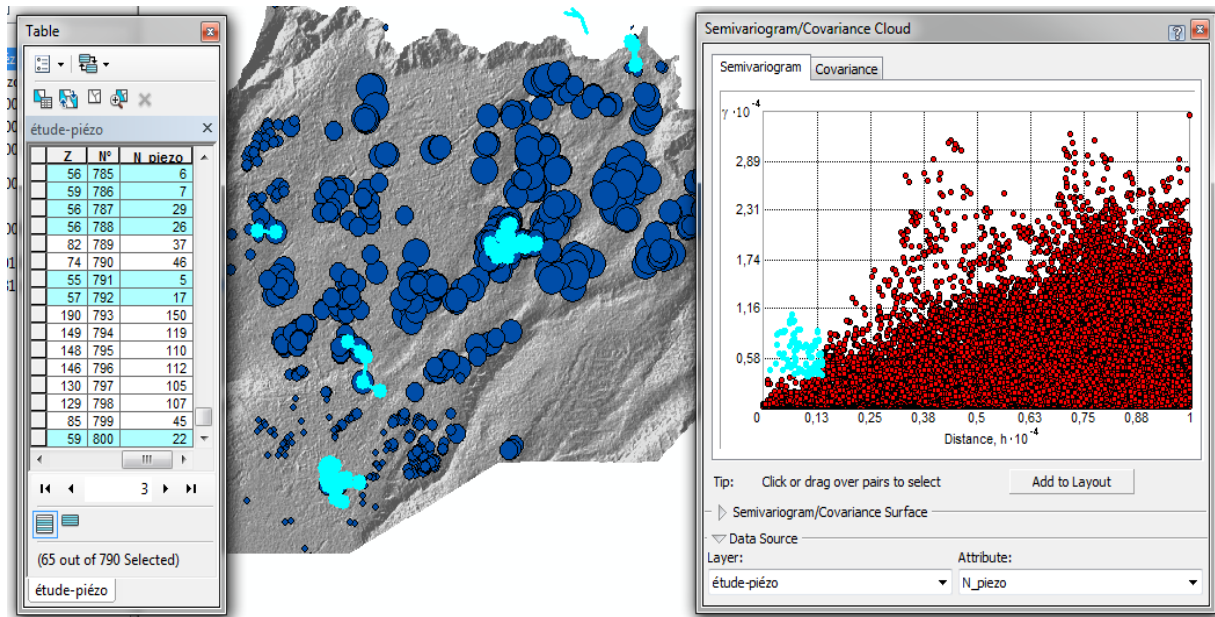 Table
étude-piézo
Z N° N_piezo
56 785 6
59 786 7
56 787 29
56 788 26
82 789 37
74 790 46
55 791 5
57 792 17
190 793 150
149 794 119
148 795 110
146 796 112
130 797 105
129 798 107
85 799 45
59 800 22
3
(65 out of 790 Selected)
étude-piézo
Semivariogram/Covariance Cloud
Semivariogram Covariance
γ·10⁻⁴
2,89
2,31
1,74
1,16
0,58
0 0,13 0,25 0,38 0,5 0,63 0,75 0,88 1
Distance, h·10⁻⁴
Tip: Click or drag over pairs to select Add to Layout
Semivariogram/Covariance Surface
Data Source
Layer: Attribute:
étude-piézo N_piezo